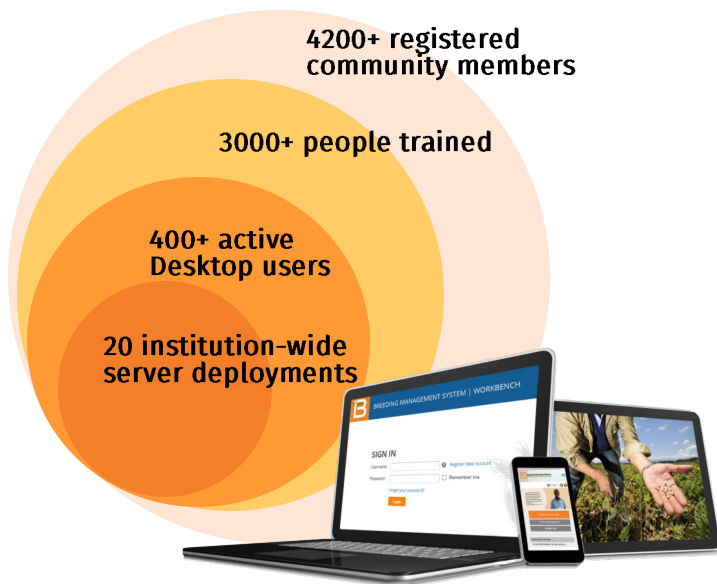 4200+ registered
community members
3000+ people trained
400+ active
Desktop users
20 institution-wide
server deployments
B
BREEDING MANAGEMENT SYSTEM | WORKBENCH
SIGN IN
Username
Register New Account
Password
Remember me
Forgot your password?
Login